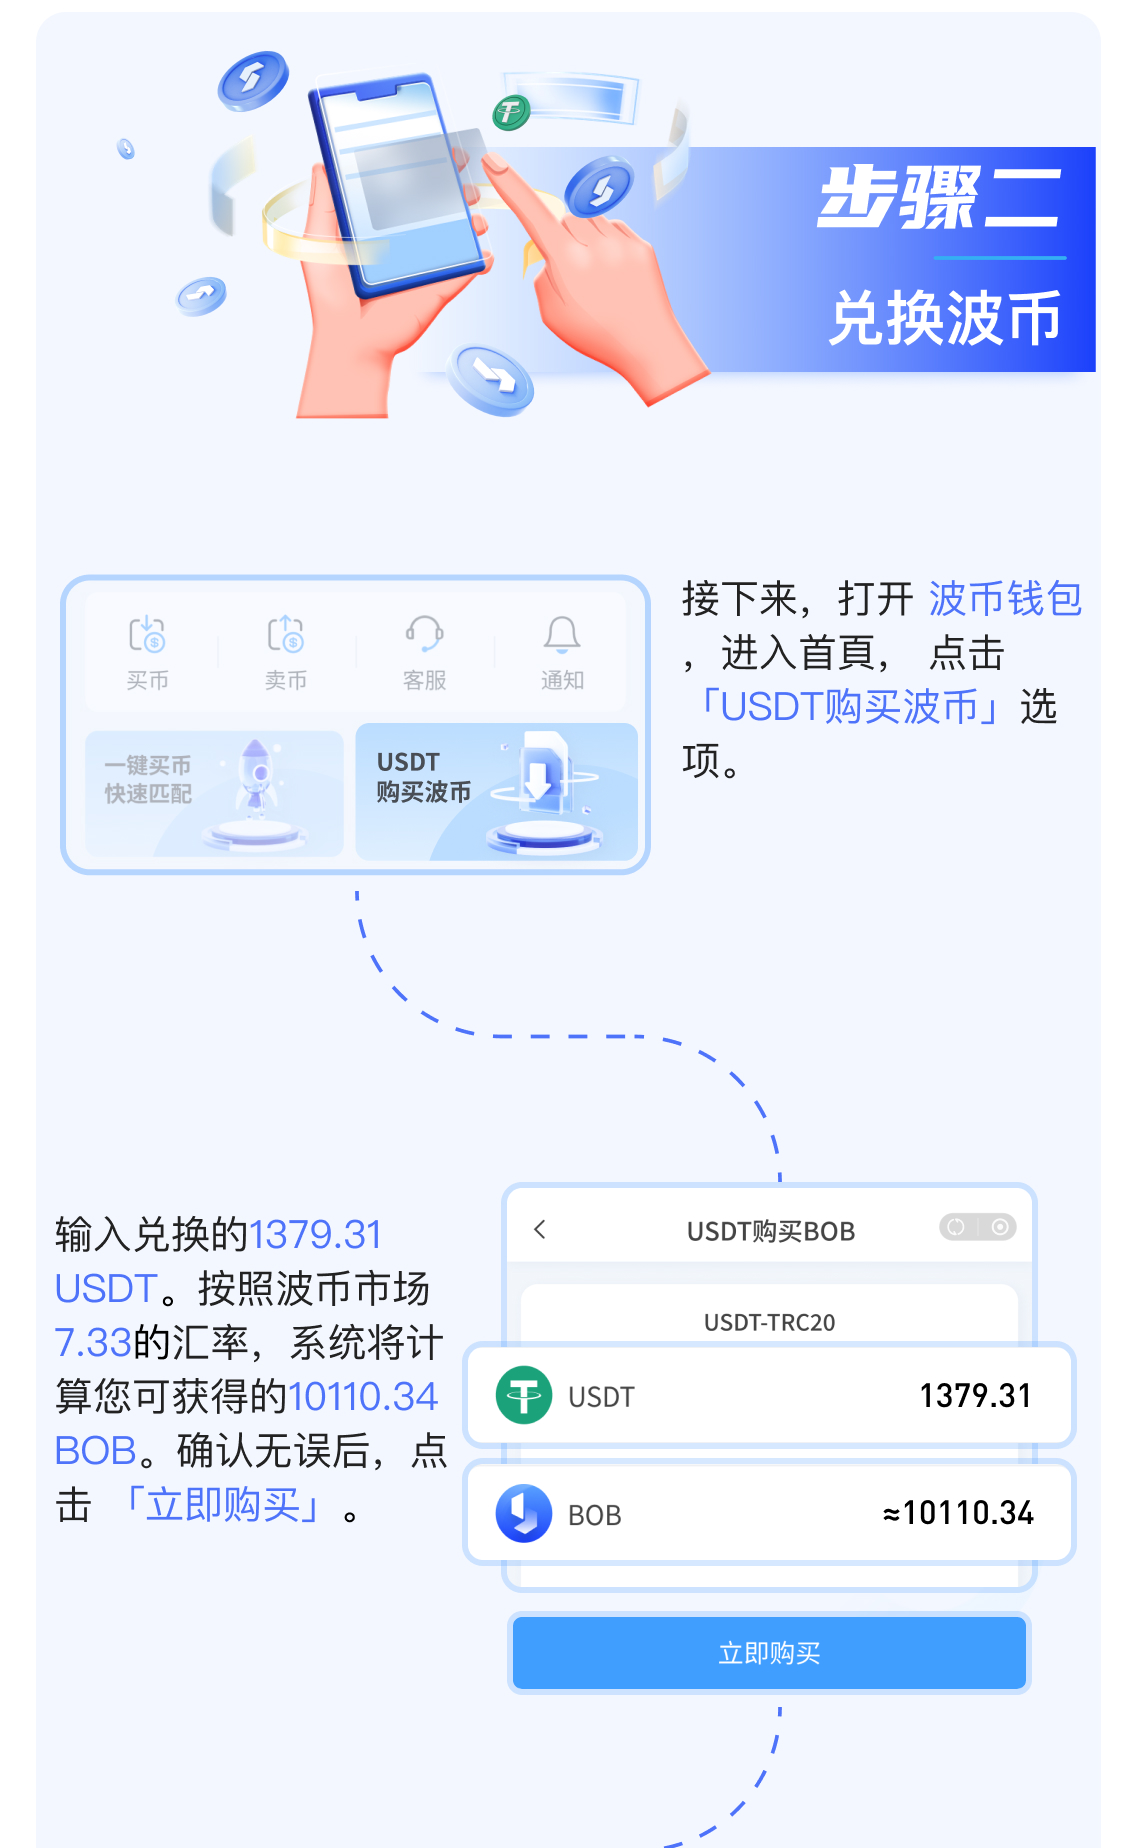 步骤二
兑换波币
接下来，打开 波币钱包
，进入首頁， 点击
「USDT购买波币」选
项。
买币
卖币
客服
通知
一键买币
快速匹配
USDT
购买波币
输入兑换的1379.31
USDT。按照波币市场
7.33的汇率，系统将计
算您可获得的10110.34
BOB。确认无误后，点
击 「立即购买」。
USDT购买BOB
USDT-TRC20
USDT
1379.31
BOB
≈10110.34
立即购买